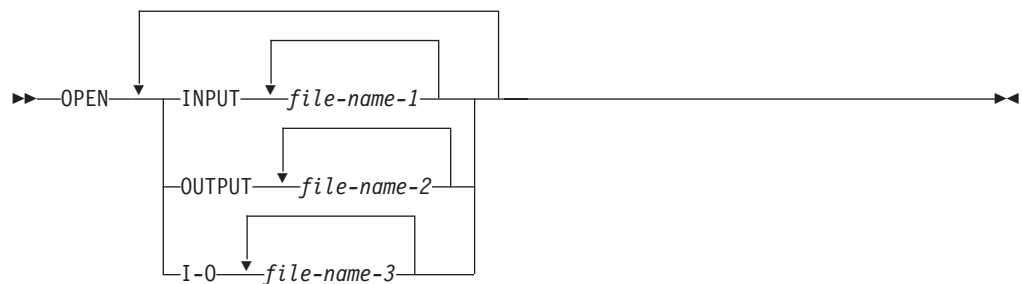 OPEN INPUT file-name-1
OUTPUT file-name-2
I-O file-name-3